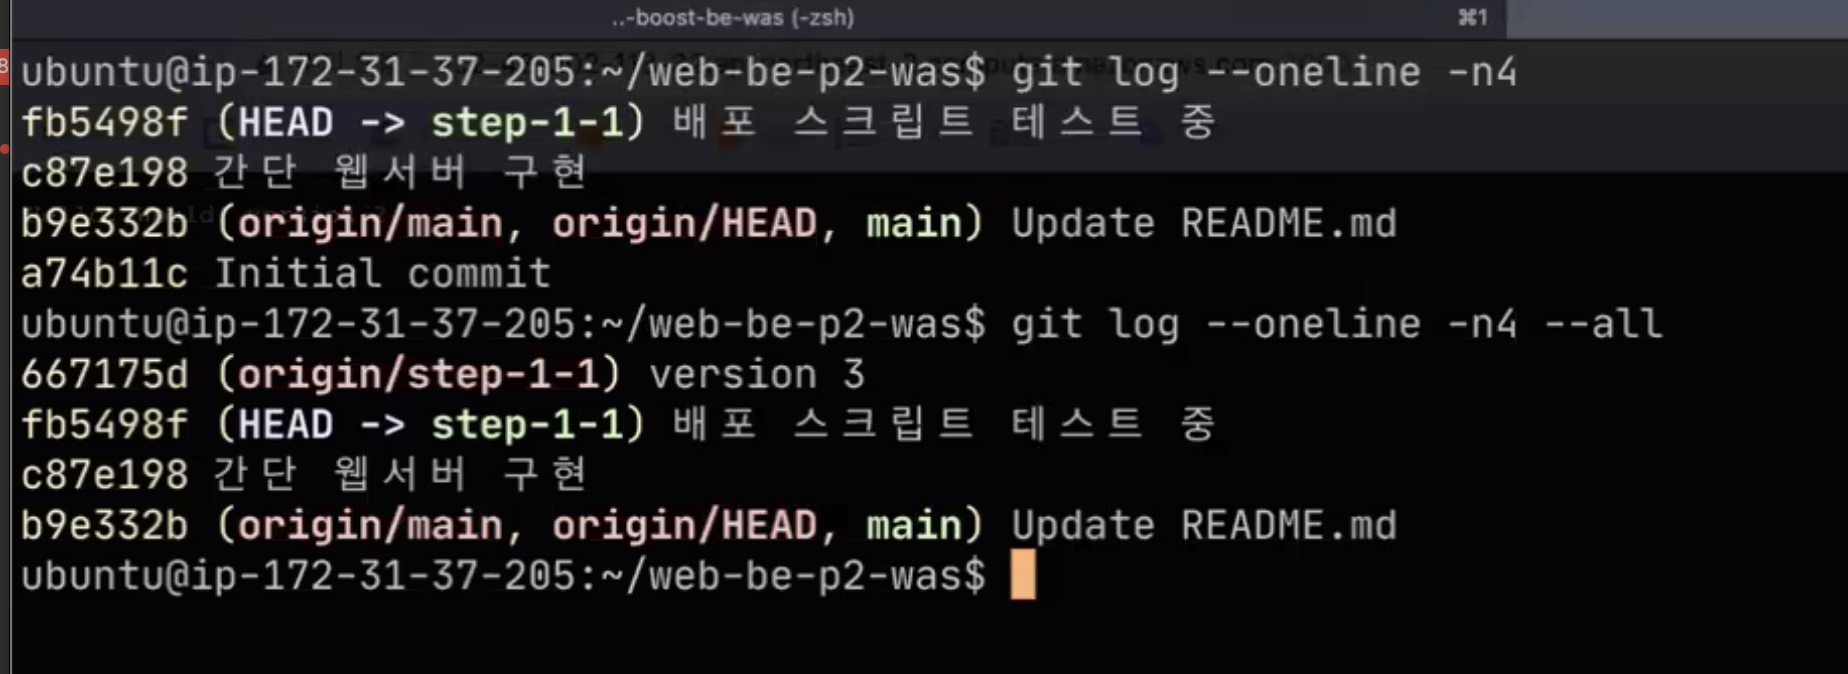 ..-boost-be-was (-zsh)
⌘1
8
ubuntu@ip-172-31-37-205:~/web-be-p2-was$ git log --oneline -n4
fb5498f (HEAD -> step-1-1) 배포 스크립트 테스트 중
c87e198 간단 웹서버 구현
b9e332b (origin/main, origin/HEAD, main) Update README.md
a74b11c Initial commit
ubuntu@ip-172-31-37-205:~/web-be-p2-was$ git log --oneline -n4 --all
667175d (origin/step-1-1) version 3
fb5498f (HEAD -> step-1-1) 배포 스크립트 테스트 중
c87e198 간단 웹서버 구현
b9e332b (origin/main, origin/HEAD, main) Update README.md
ubuntu@ip-172-31-37-205:~/web-be-p2-was$